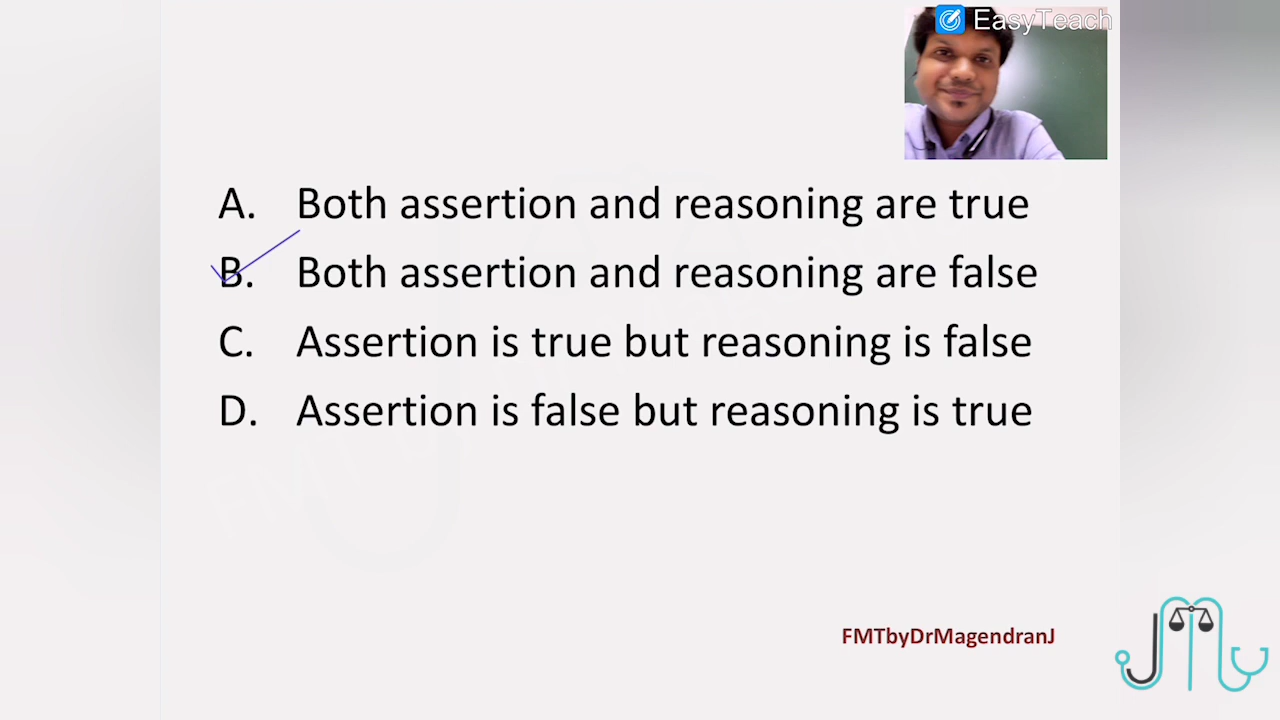 EasyTeach
A. Both assertion and reasoning are true
B. Both assertion and reasoning are false
C. Assertion is true but reasoning is false
D. Assertion is false but reasoning is true
FMTbyDrMagendranJ